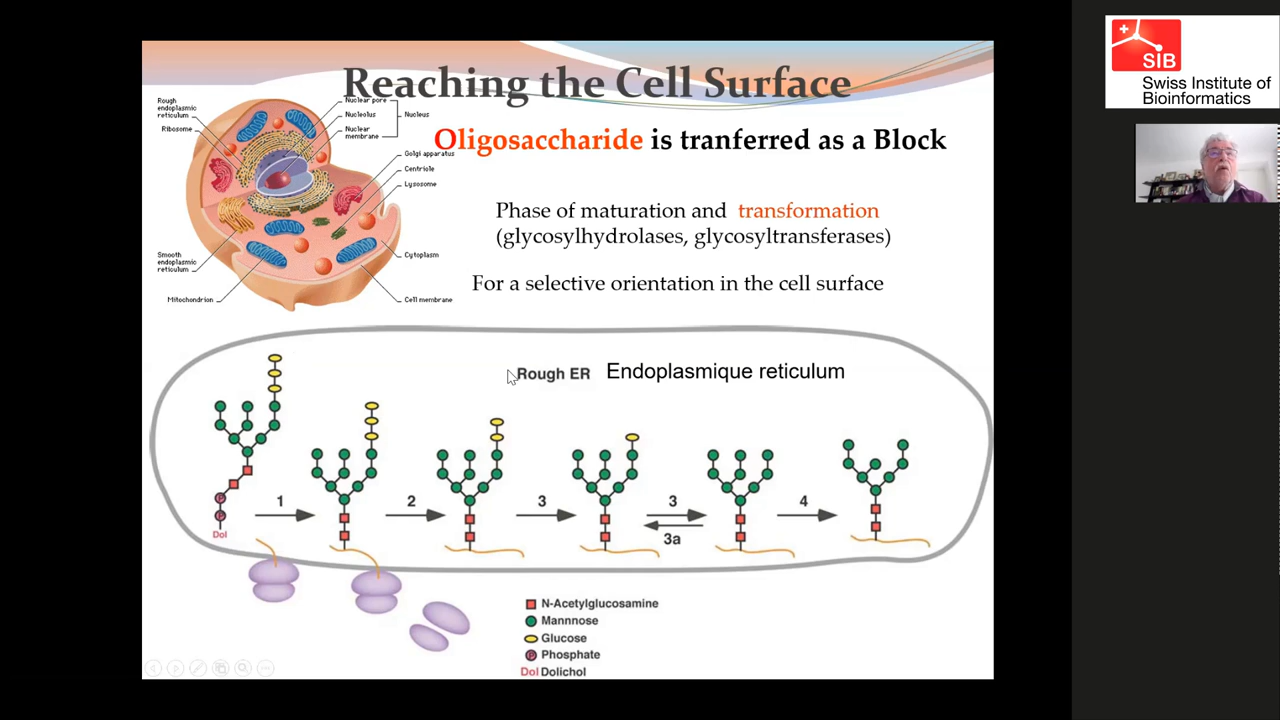 Reaching the Cell Surface
Oligosaccharide is tranferred as a Block
Rough
endoplasmic
reticulum
Ribosome
Nuclear pore
Nucleolus
Nucleus
Nuclear
membrane
Golgi apparatus
Centriole
Lysosome
Smooth
endoplasmic
reticulum
Mitochondrion
Cytoplasm
Cell membrane
Phase of maturation and transformation
(glycosylhydrolases, glycosyltransferases)
For a selective orientation in the cell surface
Rough ER Endoplasmique reticulum
P
P
Dol
1
2
3
3
3a
4
N-Acetylglucosamine
Mannnose
Glucose
P Phosphate
Dol Dolichol
SIB
Swiss Institute of
Bioinformatics